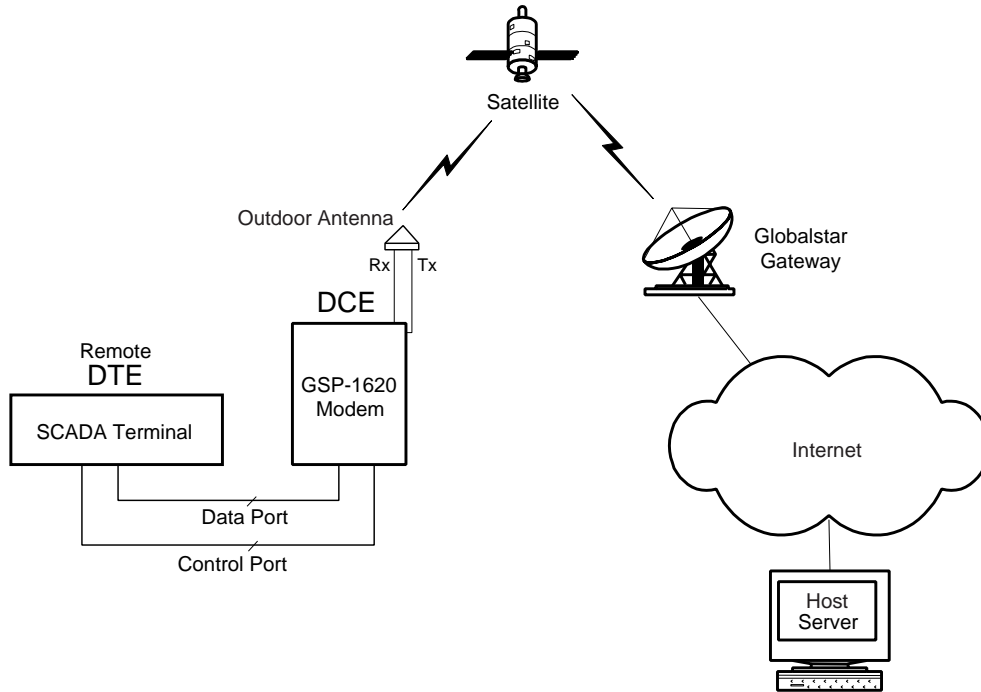 Satellite
Outdoor Antenna
Rx
Tx
Globalstar
Gateway
DCE
Remote
DTE
GSP-1620
Modem
SCADA Terminal
Internet
Data Port
Control Port
Host
Server